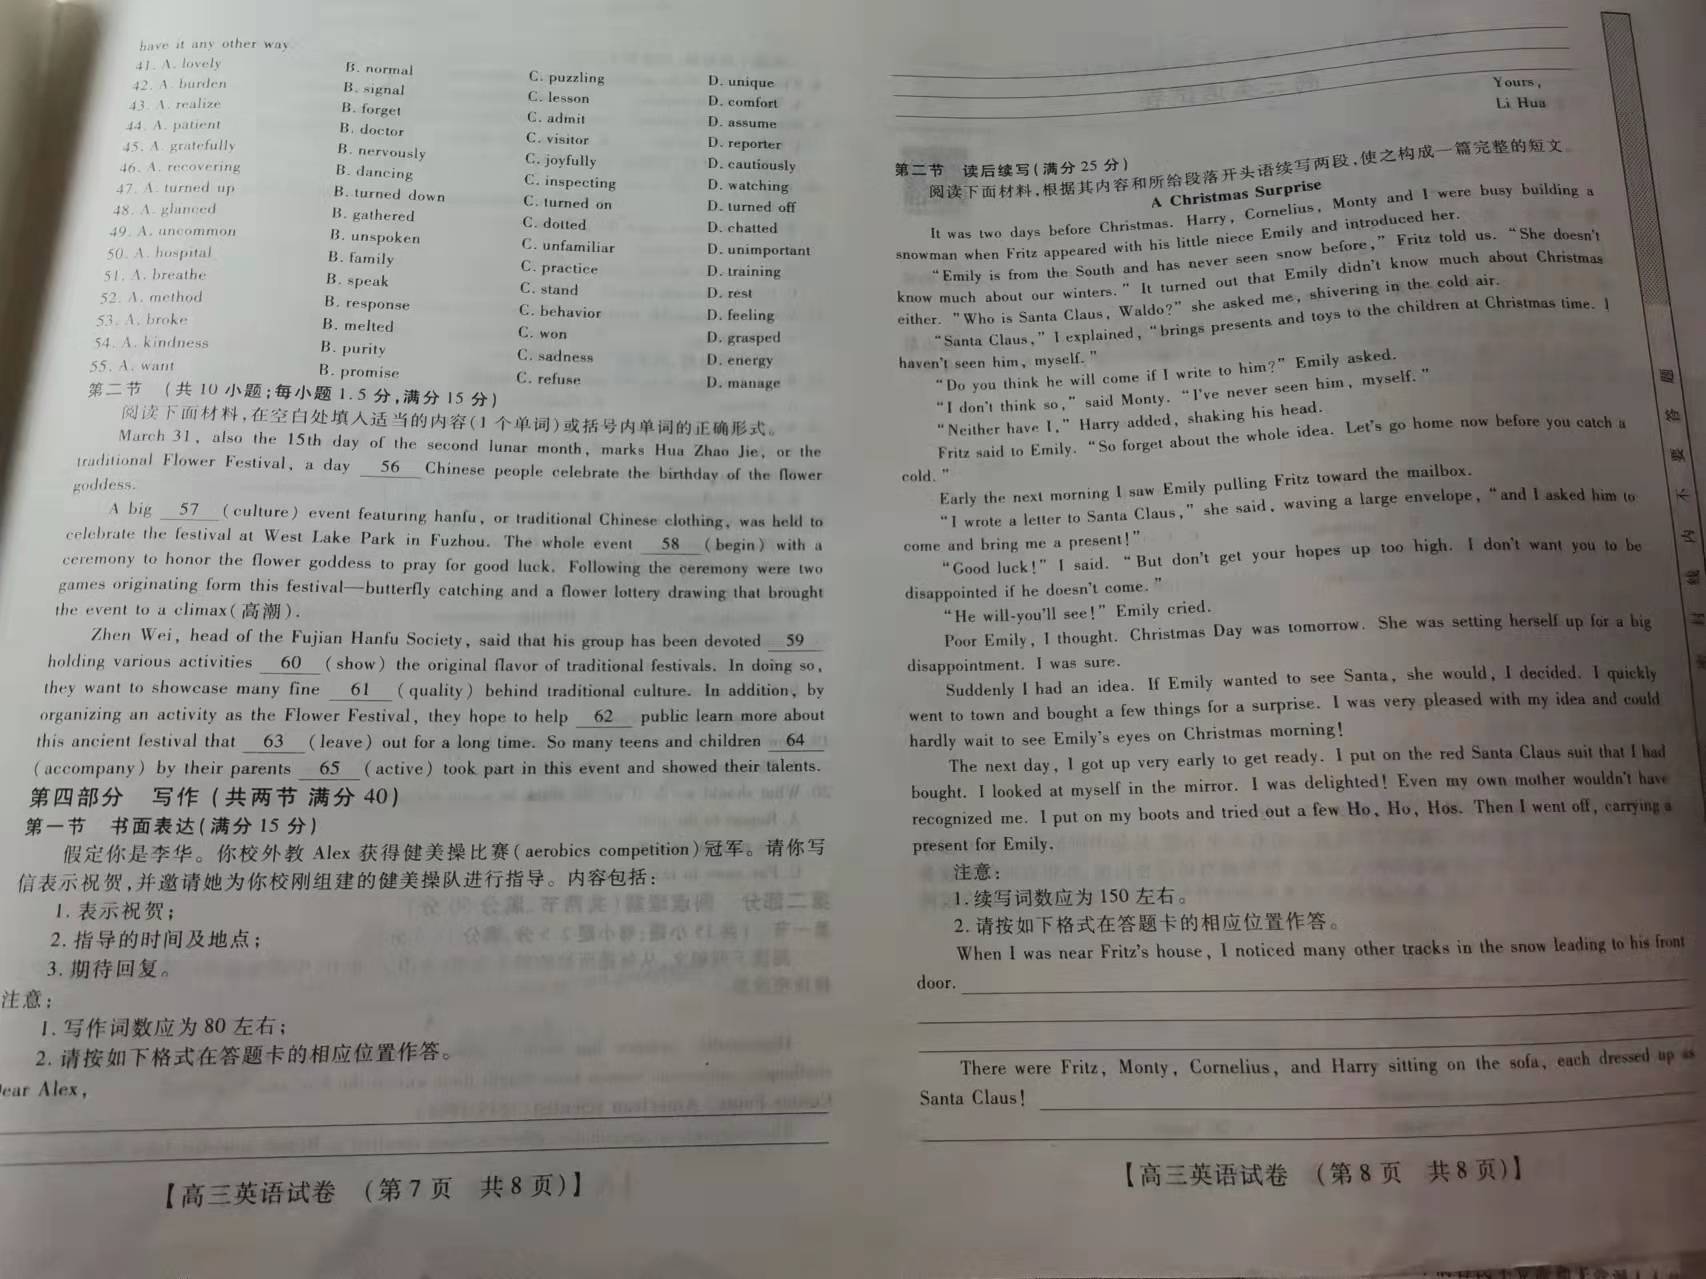 have it any other way.
41. A. lovely B. normal C. puzzling D. unique
42. A. burden B. signal C. lesson D. comfort
43. A. realize B. forget C. admit D. assume
44. A. patient B. doctor C. visitor D. reporter
45. A. gratefully B. nervously C. joyfully D. cautiously
46. A. recovering B. dancing C. inspecting D. watching
47. A. turned up B. turned down C. turned on D. turned off
48. A. glanced B. gathered C. dotted D. chatted
49. A. uncommon B. unspoken C. unfamiliar D. unimportant
50. A. hospital B. family C. practice D. training
51. A. breathe B. speak C. stand D. rest
52. A. method B. response C. behavior D. feeling
53. A. broke B. melted C. won D. grasped
54. A. kindness B. purity C. sadness D. energy
55. A. want B. promise C. refuse D. manage
第二节 (共 10 小题;每小题 1.5 分,满分 15 分)
阅读下面材料,在空白处填入适当的内容(1 个单词)或括号内单词的正确形式。
March 31, also the 15th day of the second lunar month, marks Hua Zhao Jie, or the
traditional Flower Festival, a day 56 Chinese people celebrate the birthday of the flower
goddess.
A big 57 (culture) event featuring hanfu, or traditional Chinese clothing, was held to
celebrate the festival at West Lake Park in Fuzhou. The whole event 58 (begin) with a
ceremony to honor the flower goddess to pray for good luck. Following the ceremony were two
games originating form this festival—butterfly catching and a flower lottery drawing that brought
the event to a climax(高潮).
Zhen Wei, head of the Fujian Hanfu Society, said that his group has been devoted 59
holding various activities 60 (show) the original flavor of traditional festivals. In doing so,
they want to showcase many fine 61 (quality) behind traditional culture. In addition, by
organizing an activity as the Flower Festival, they hope to help 62 public learn more about
this ancient festival that 63 (leave) out for a long time. So many teens and children 64
(accompany) by their parents 65 (active) took part in this event and showed their talents.
第四部分 写作 (共两节 满分 40)
第一节 书面表达(满分 15 分)
假定你是李华。你校外教 Alex 获得健美操比赛(aerobics competition)冠军。请你写
信表示祝贺,并邀请她为你校刚组建的健美操队进行指导。内容包括:
1. 表示祝贺;
2. 指导的时间及地点;
3. 期待回复。
注意:
1. 写作词数应为 80 左右;
2. 请按如下格式在答题卡的相应位置作答。
ear Alex,
【高三英语试卷 (第 7 页 共 8 页)】
Yours,
Li Hua
第二节 读后续写(满分 25 分)
阅读下面材料,根据其内容和所给段落开头语续写两段,使之构成一篇完整的短文。
A Christmas Surprise
It was two days before Christmas. Harry, Cornelius, Monty and I were busy building a
snowman when Fritz appeared with his little niece Emily and introduced her.
"Emily is from the South and has never seen snow before," Fritz told us. "She doesn't
know much about our winters." It turned out that Emily didn't know much about Christmas
either. "Who is Santa Claus, Waldo?" she asked me, shivering in the cold air.
"Santa Claus," I explained, "brings presents and toys to the children at Christmas time. I
haven't seen him, myself."
"Do you think he will come if I write to him?" Emily asked.
"I don't think so," said Monty. "I've never seen him, myself."
"Neither have I," Harry added, shaking his head.
Fritz said to Emily. "So forget about the whole idea. Let's go home now before you catch a
cold."
Early the next morning I saw Emily pulling Fritz toward the mailbox.
"I wrote a letter to Santa Claus," she said, waving a large envelope, "and I asked him to
come and bring me a present!"
"Good luck!" I said. "But don't get your hopes up too high. I don't want you to be
disappointed if he doesn't come."
"He will-you'll see!" Emily cried.
Poor Emily, I thought. Christmas Day was tomorrow. She was setting herself up for a big
disappointment. I was sure.
Suddenly I had an idea. If Emily wanted to see Santa, she would, I decided. I quickly
went to town and bought a few things for a surprise. I was very pleased with my idea and could
hardly wait to see Emily's eyes on Christmas morning!
The next day, I got up very early to get ready. I put on the red Santa Claus suit that I had
bought. I looked at myself in the mirror. I was delighted! Even my own mother wouldn't have
recognized me. I put on my boots and tried out a few Ho, Ho, Hos. Then I went off, carrying a
present for Emily.
注意:
1. 续写词数应为 150 左右。
2. 请按如下格式在答题卡的相应位置作答。
When I was near Fritz's house, I noticed many other tracks in the snow leading to his front
door.
There were Fritz, Monty, Cornelius, and Harry sitting on the sofa, each dressed up as
Santa Claus!
【高三英语试卷 (第 8 页 共 8 页)】
题
答
要
不
内
线
封